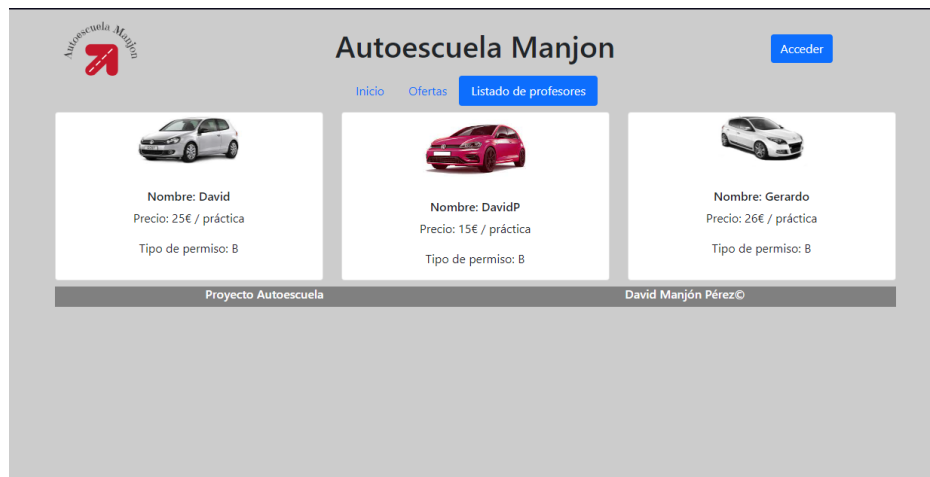 Autoescuela Manjon
Autoescuela Manjon
Acceder
Inicio Ofertas Listado de profesores
Nombre: David
Precio: 25€ / práctica
Tipo de permiso: B
Nombre: DavidP
Precio: 15€ / práctica
Tipo de permiso: B
Nombre: Gerardo
Precio: 26€ / práctica
Tipo de permiso: B
Proyecto Autoescuela
David Manjón Pérez©